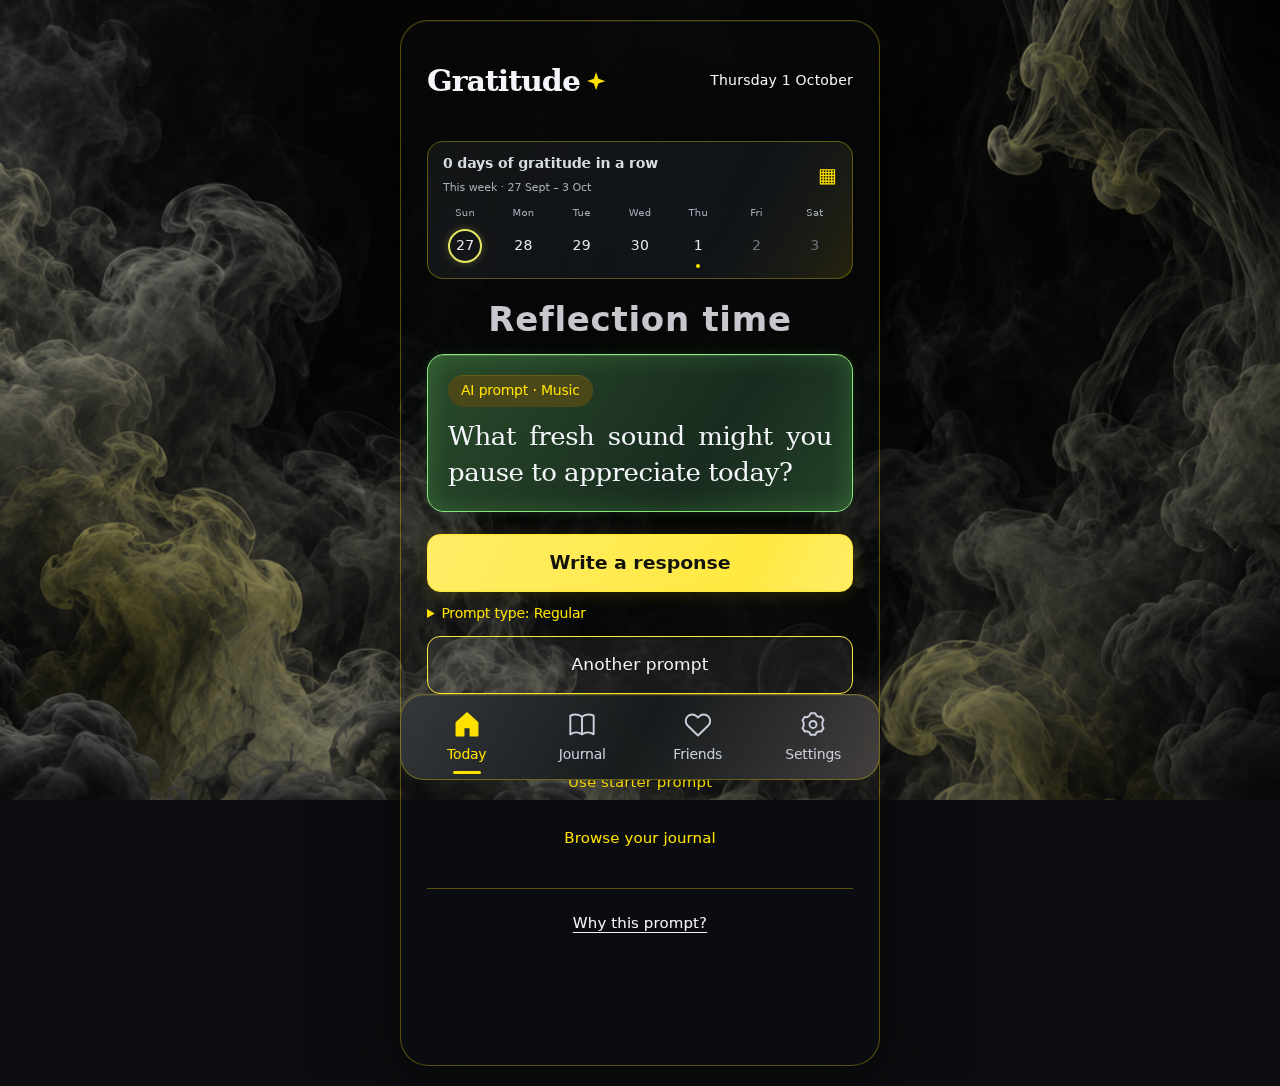 Gratitude
Thursday 1 October
0 days of gratitude in a row
This week · 27 Sept – 3 Oct
Sun Mon Tue Wed Thu Fri Sat
27 28 29 30 1 2 3
Reflection time
AI prompt · Music
What fresh sound might you
pause to appreciate today?
Write a response
Prompt type: Regular
Another prompt
Today Journal Friends Settings
Use starter prompt
Browse your journal
Why this prompt?